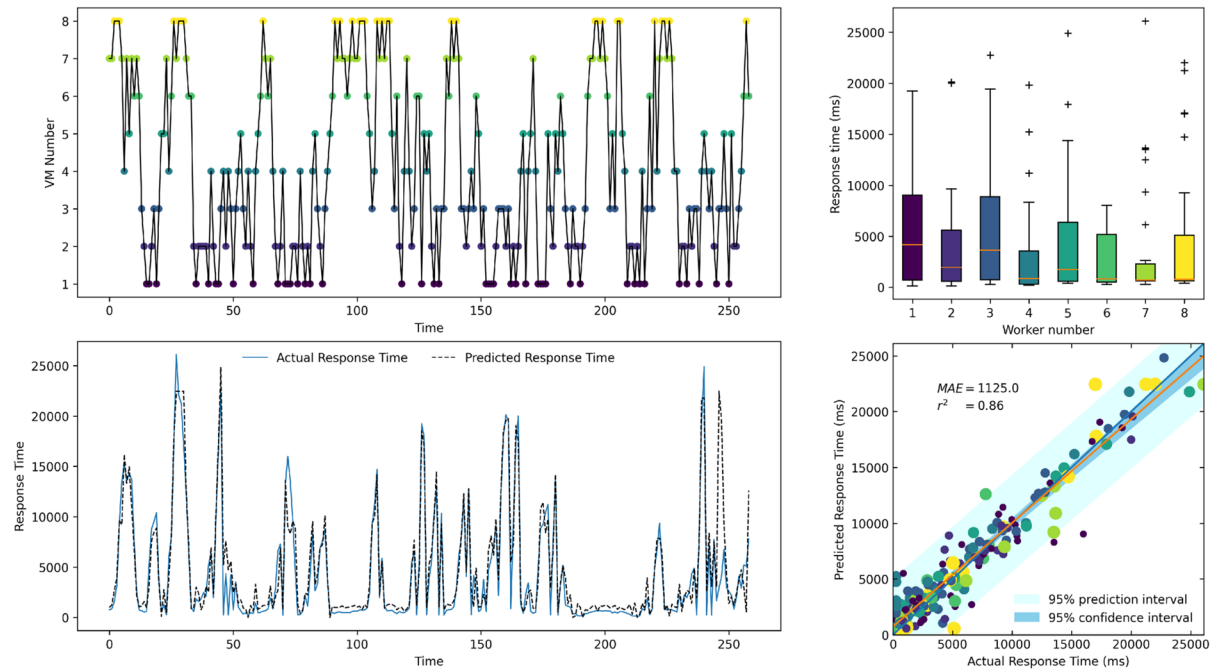 8
7
6
5
4
3
2
1
VM Number
0
50
100
150
200
250
Time
25000
20000
15000
10000
5000
0
Response time (ms)
1 2 3 4 5 6 7 8
Worker number
Actual Response Time
Predicted Response Time
25000
20000
15000
10000
5000
0
Response Time
0
50
100
150
200
250
Time
MAE = 1125.0
r² = 0.86
25000
20000
15000
10000
5000
0
Predicted Response Time (ms)
95% prediction interval
95% confidence interval
0 5000 10000 15000 20000 25000
Actual Response Time (ms)